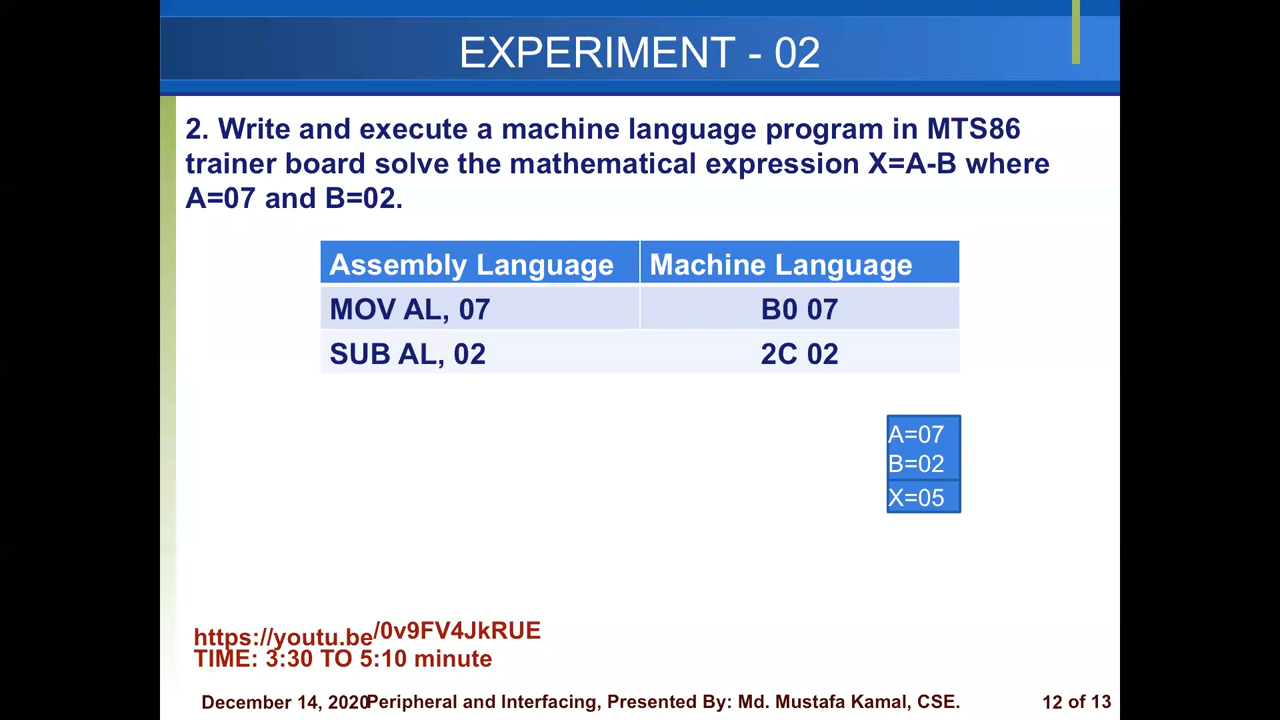 EXPERIMENT - 02
2. Write and execute a machine language program in MTS86
trainer board solve the mathematical expression X=A-B where
A=07 and B=02.
Assembly Language Machine Language
MOV AL, 07 B0 07
SUB AL, 02 2C 02
A=07
B=02
X=05
https://youtu.be/0v9FV4JkRUE
TIME: 3:30 TO 5:10 minute
December 14, 2020 Peripheral and Interfacing, Presented By: Md. Mustafa Kamal, CSE. 12 of 13